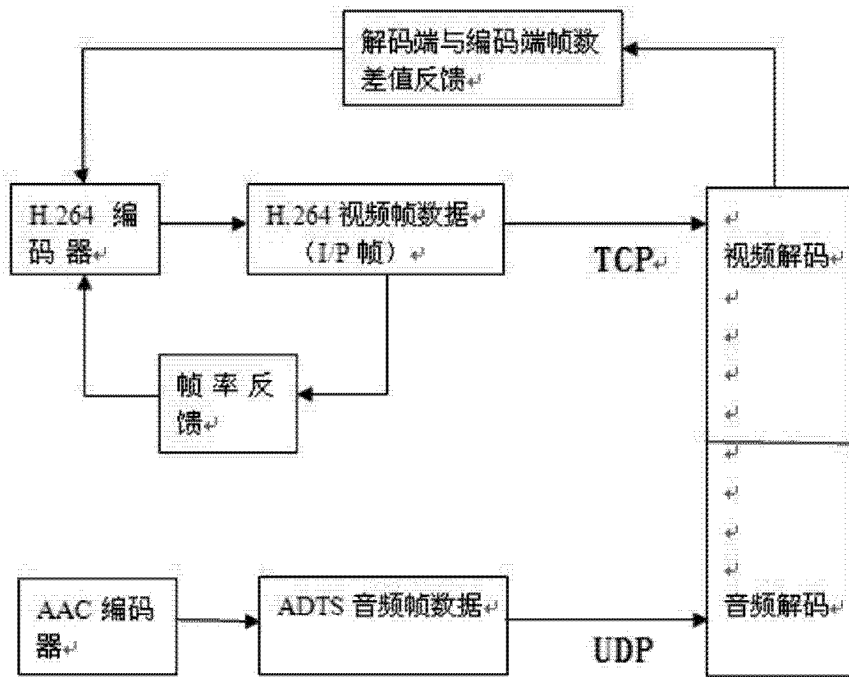 解码端与编码端帧数
差值反馈↵
H.264 编
码 器↵
H.264 视频帧数据↵
（I/P 帧）↵
TCP↵
↵
视频解码↵
↵
↵
↵
↵
帧 率 反
馈↵
↵
↵
↵
↵
音频解码↵
AAC 编码
器↵
ADTS 音频帧数据↵
UDP